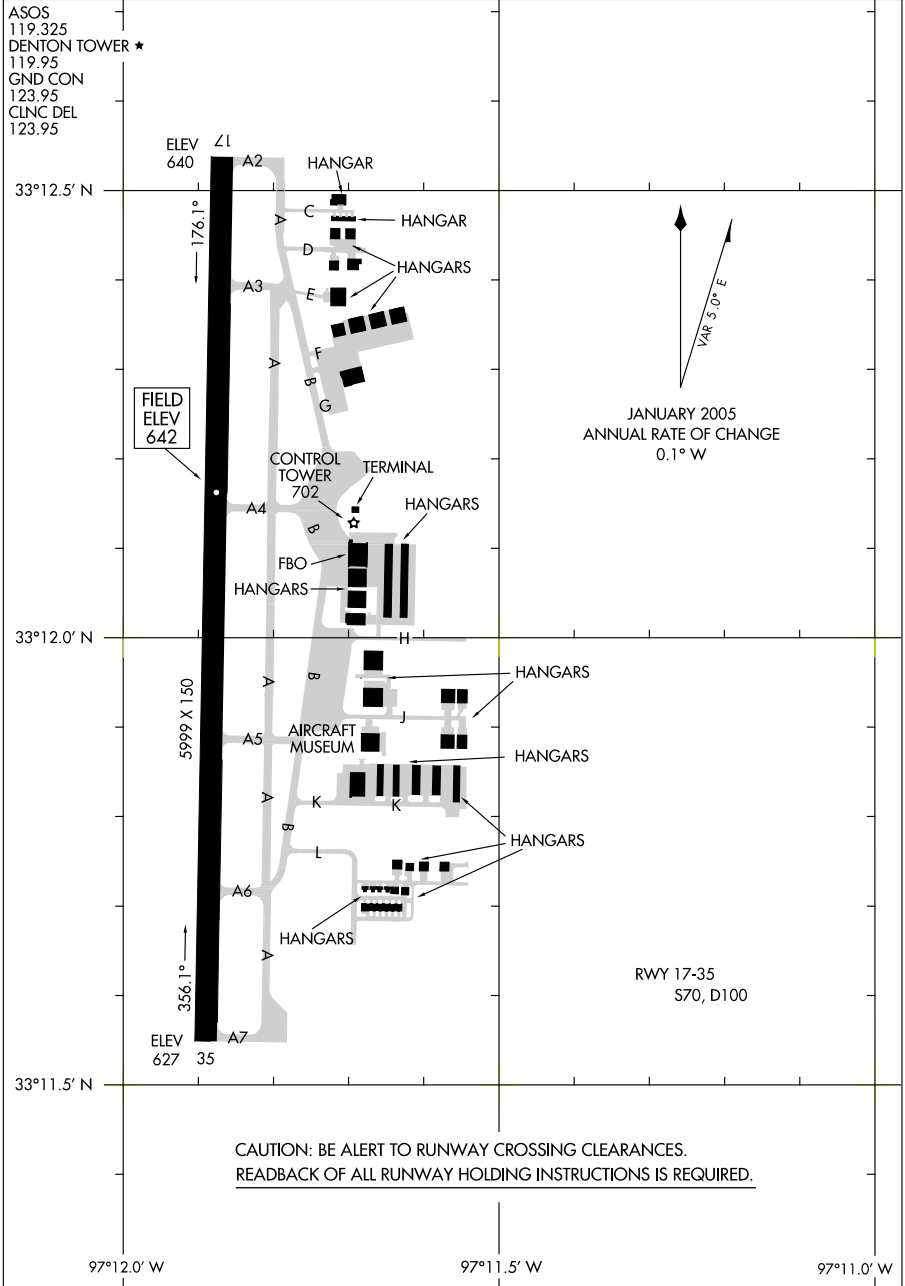 ASOS
119.325
DENTON TOWER ★
119.95
GND CON
123.95
CLNC DEL
123.95
ELEV
640
17
A2
HANGAR
33°12.5' N
C
A
HANGAR
176.1°
D
HANGARS
A3
E
VAR 5.0° E
F
A
B
G
FIELD
ELEV
642
JANUARY 2005
ANNUAL RATE OF CHANGE
0.1° W
CONTROL
TOWER
702
TERMINAL
HANGARS
A4
B
FBO
HANGARS
33°12.0' N
H
HANGARS
A
B
J
5999 X 150
A5
AIRCRAFT
MUSEUM
HANGARS
A
K
K
B
HANGARS
L
A6
HANGARS
A
356.1°
RWY 17-35
S70, D100
A7
ELEV
627
35
33°11.5' N
CAUTION: BE ALERT TO RUNWAY CROSSING CLEARANCES.
READBACK OF ALL RUNWAY HOLDING INSTRUCTIONS IS REQUIRED.
97°12.0' W
97°11.5' W
97°11.0' W